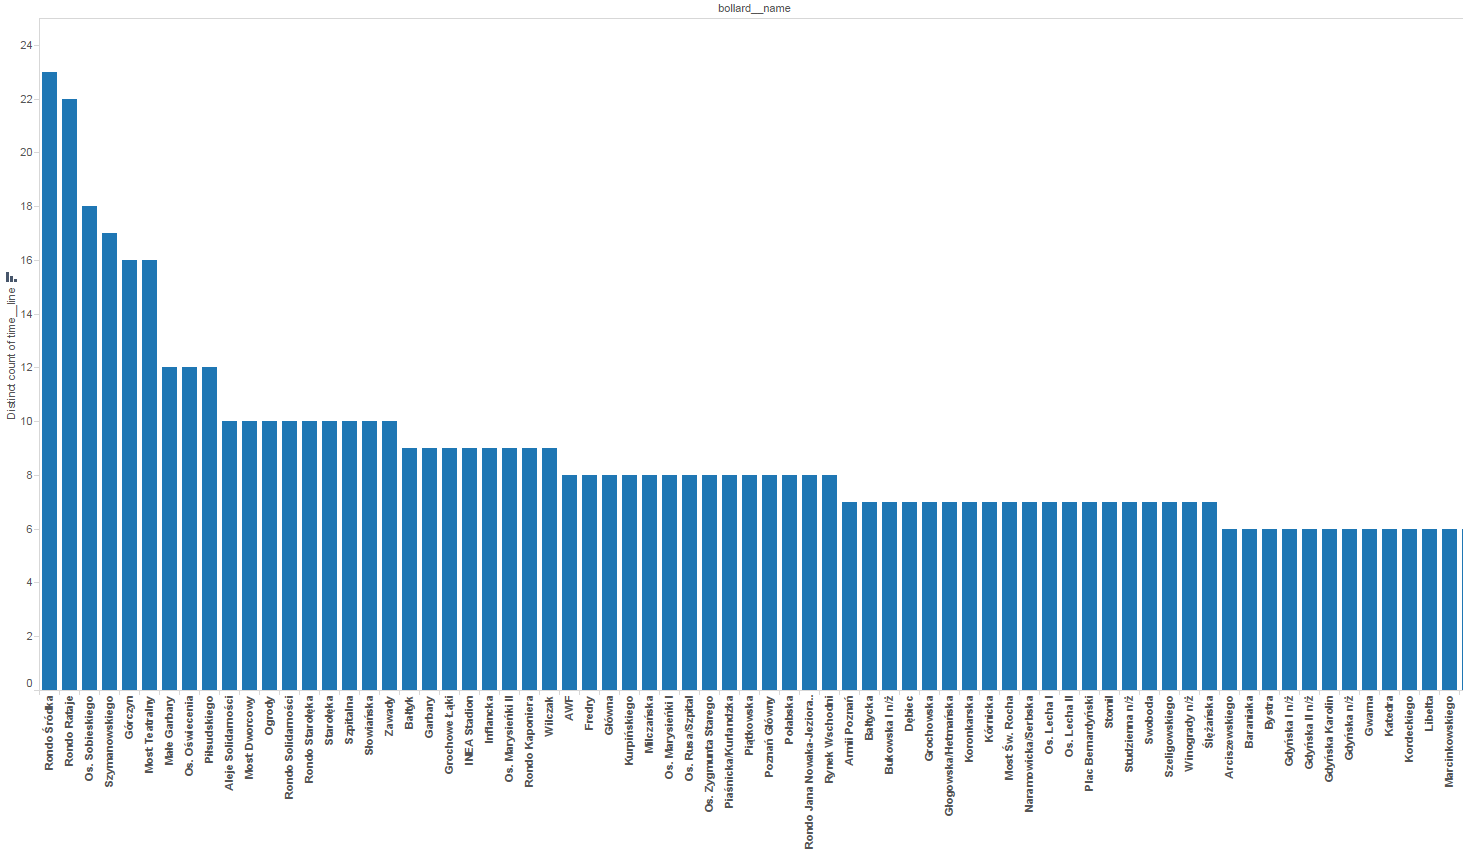 bollard__name
Distinct count of time__line
24
22
20
18
16
14
12
10
8
6
4
2
0
Rondo Śródka
Rondo Rataje
Os. Sobieskiego
Szymanowskiego
Górczyn
Most Teatralny
Małe Garbary
Os. Oświecenia
Piłsudskiego
Aleje Solidarności
Most Dworcowy
Ogrody
Rondo Solidarności
Rondo Starołęka
Starołęka
Szpitalna
Słowiańska
Zawady
Bałtyk
Garbary
Grochowe Łąki
INEA Stadion
Inflancka
Os. Marysieńki II
Rondo Kaponiera
Wilczak
AWF
Fredry
Główna
Kurpińskiego
Milczańska
Os. Marysieńki I
Os. Rusa/Szpital
Os. Zygmunta Starego
Piaśnicka/Kurlandzka
Piątkowska
Poznań Główny
Połabska
Rondo Jana Nowaka-Jeziora..
Rynek Wschodni
Armii Poznań
Bałtycka
Bukowska I n/ż
Dębiec
Grochowska
Głogowska/Hetmańska
Koronkarska
Kórnicka
Most Św. Rocha
Naramowicka/Serbska
Os. Lecha I
Os. Lecha II
Plac Bernardyński
Stomil
Studzienna n/ż
Swoboda
Szeligowskiego
Winogrady n/ż
Ślężańska
Arciszewskiego
Baraniaka
Bystra
Gdyńska I n/ż
Gdyńska II n/ż
Gdyńska Karolin
Gdyńska n/ż
Gwarna
Katedra
Kordeckiego
Libelta
Marcinkowskiego